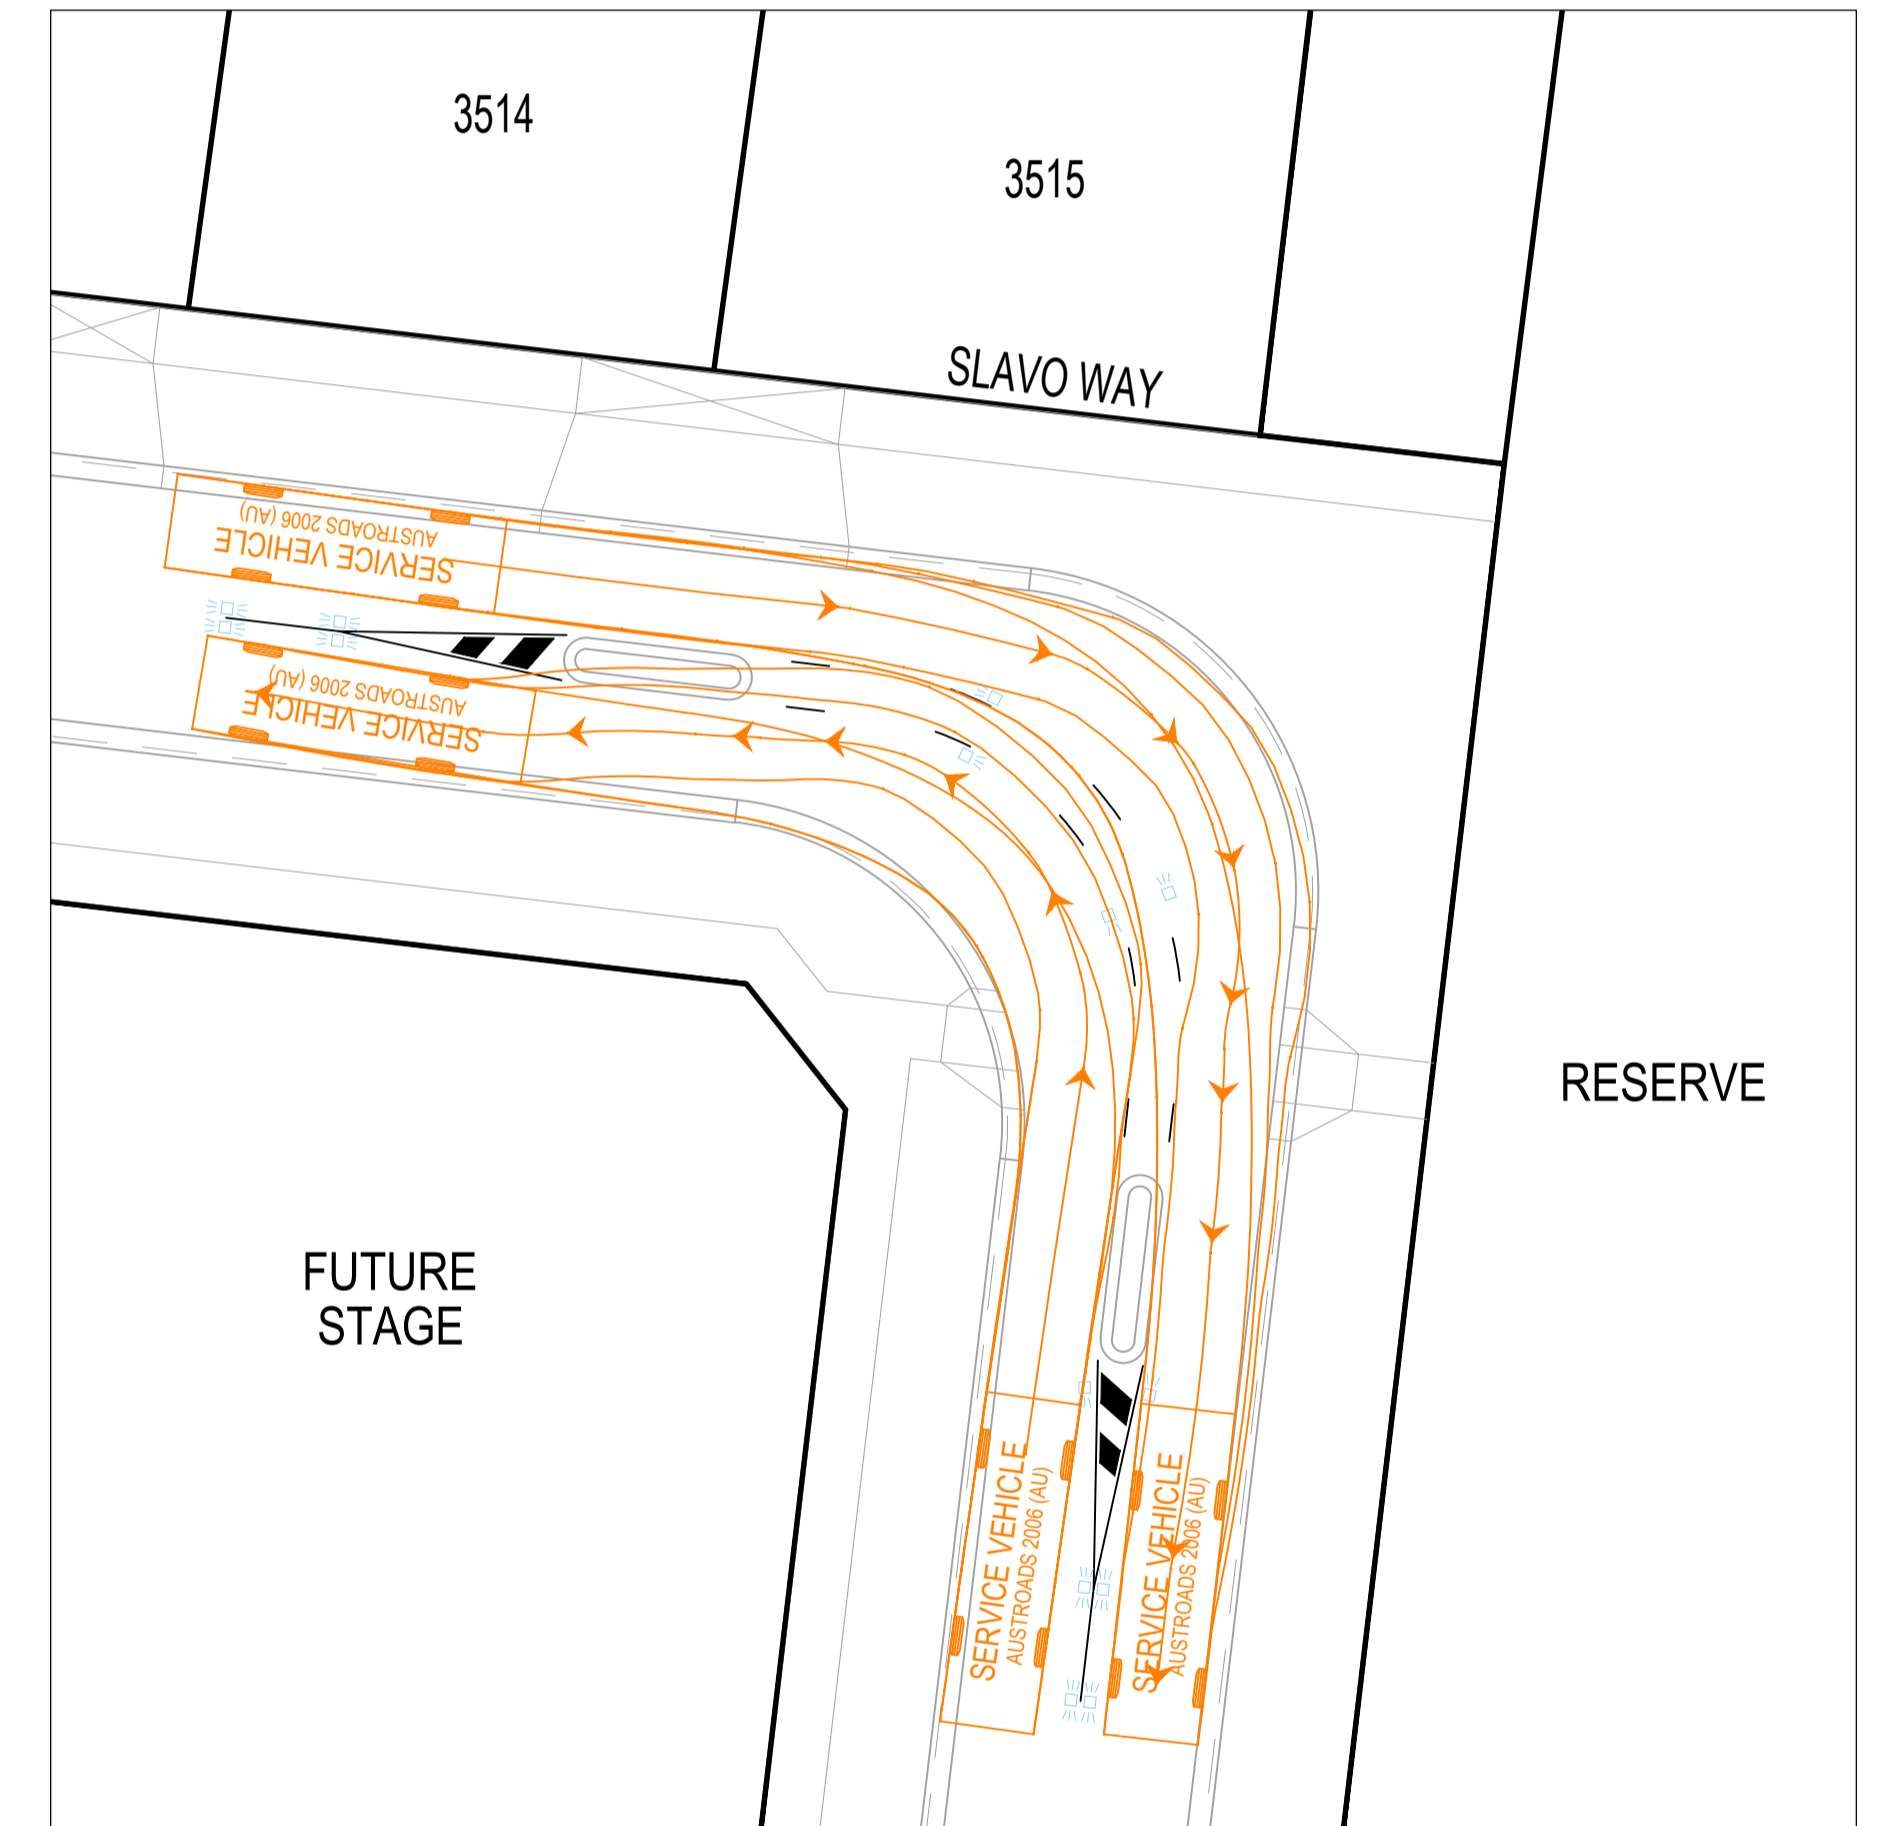 3514
3515
SLAVO WAY
SERVICE VEHICLE
AUSTROADS 2006 (AU)
SERVICE VEHICLE
AUSTROADS 2006 (AU)
RESERVE
FUTURE
STAGE
SERVICE VEHICLE
AUSTROADS 2006 (AU)
SERVICE VEHICLE
AUSTROADS 2006 (AU)